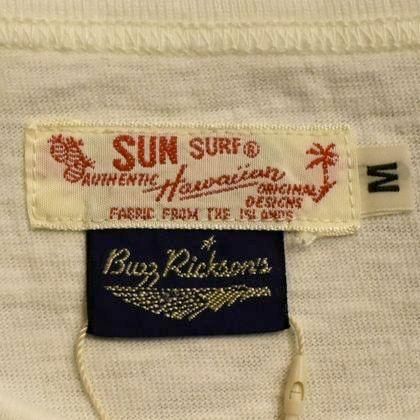 SUN SURF®
AUTHENTIC Hawaiian ORIGINAL
DESIGNS
FABRIC FROM THE ISLANDS
M
Buzz Rickson's